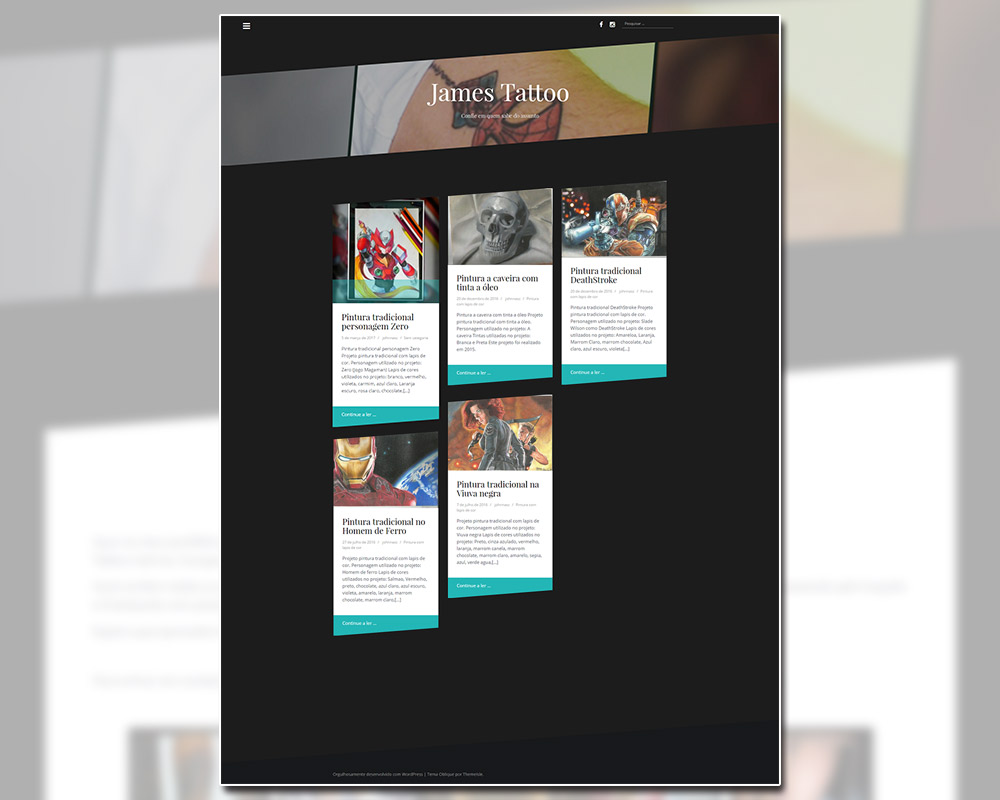 Pesquisar ...
James Tattoo
Confie em quem sabe do assunto
Pintura tradicional
personagem Zero
5 de março de 2017 / johnnascr / Sem categoria
Pintura tradicional personagem Zero
Projeto: pintura tradicional com lapis de
cor. Personagem utilizado no projeto:
Zero (Jogo Magaman) Lapis de cores
utilizados no projeto: branco, vermelho,
violeta, carmim, azul claro, Laranja
escuro, rosa claro, chocolate,[...]
Continue a ler ...
Pintura a caveira com
tinta a óleo
20 de dezembro de 2016 / / Pintura
com lapis de cor
Pintura a caveira com tinta a óleo Projeto
pintura tradicional com tinta a óleo.
Personagem utilizado no projeto: A
caveira Tintas utilizadas no projeto:
Branca e Preta Este projeto foi realizado
em 2015.
Continue a ler ...
Pintura tradicional
DeathStroke
20 de dezembro de 2016 / / Pintura
com lapis de cor
Pintura tradicional DeathStroke Projeto
pintura tradicional com lapis de cor.
Personagem utilizado no projeto: Slade
Wilson como DeathStroke Lapis de cores
utilizados no projeto: Amareloa, Laranja,
Marrom Claro, marrom chocolate, Azul
claro, azul escuro, violeta[...]
Continue a ler ...
Pintura tradicional no
Homem de Ferro
27 de julho de 2016 / / Pintura com
lapis de cor
Projeto pintura tradicional com lapis de
cor. Personagem utilizado no projeto:
Homem de ferro Lapis de cores
utilizados no projeto: Salmao, Vermelho,
preto, chocolate, azul claro, azul escuro,
violeta, amarelo, laranja, marrom
chocolate, marrom claro,[...]
Continue a ler ...
Pintura tradicional na
Viuva negra
7 de julho de 2016 / / Pintura com
lapis de cor
Projeto pintura tradicional com lapis de
cor. Personagem utilizado no projeto:
Viuva negra Lapis de cores utilizado no
projeto: Preto, cinza azulado, vermelho,
laranja, marrom canela, marrom
chocolate, marrom claro, amarelo, sepia,
azul, verde agua,[...]
Continue a ler ...
Orgulhosamente desenvolvido com WordPress | Tema: Oblique por Themeisle.